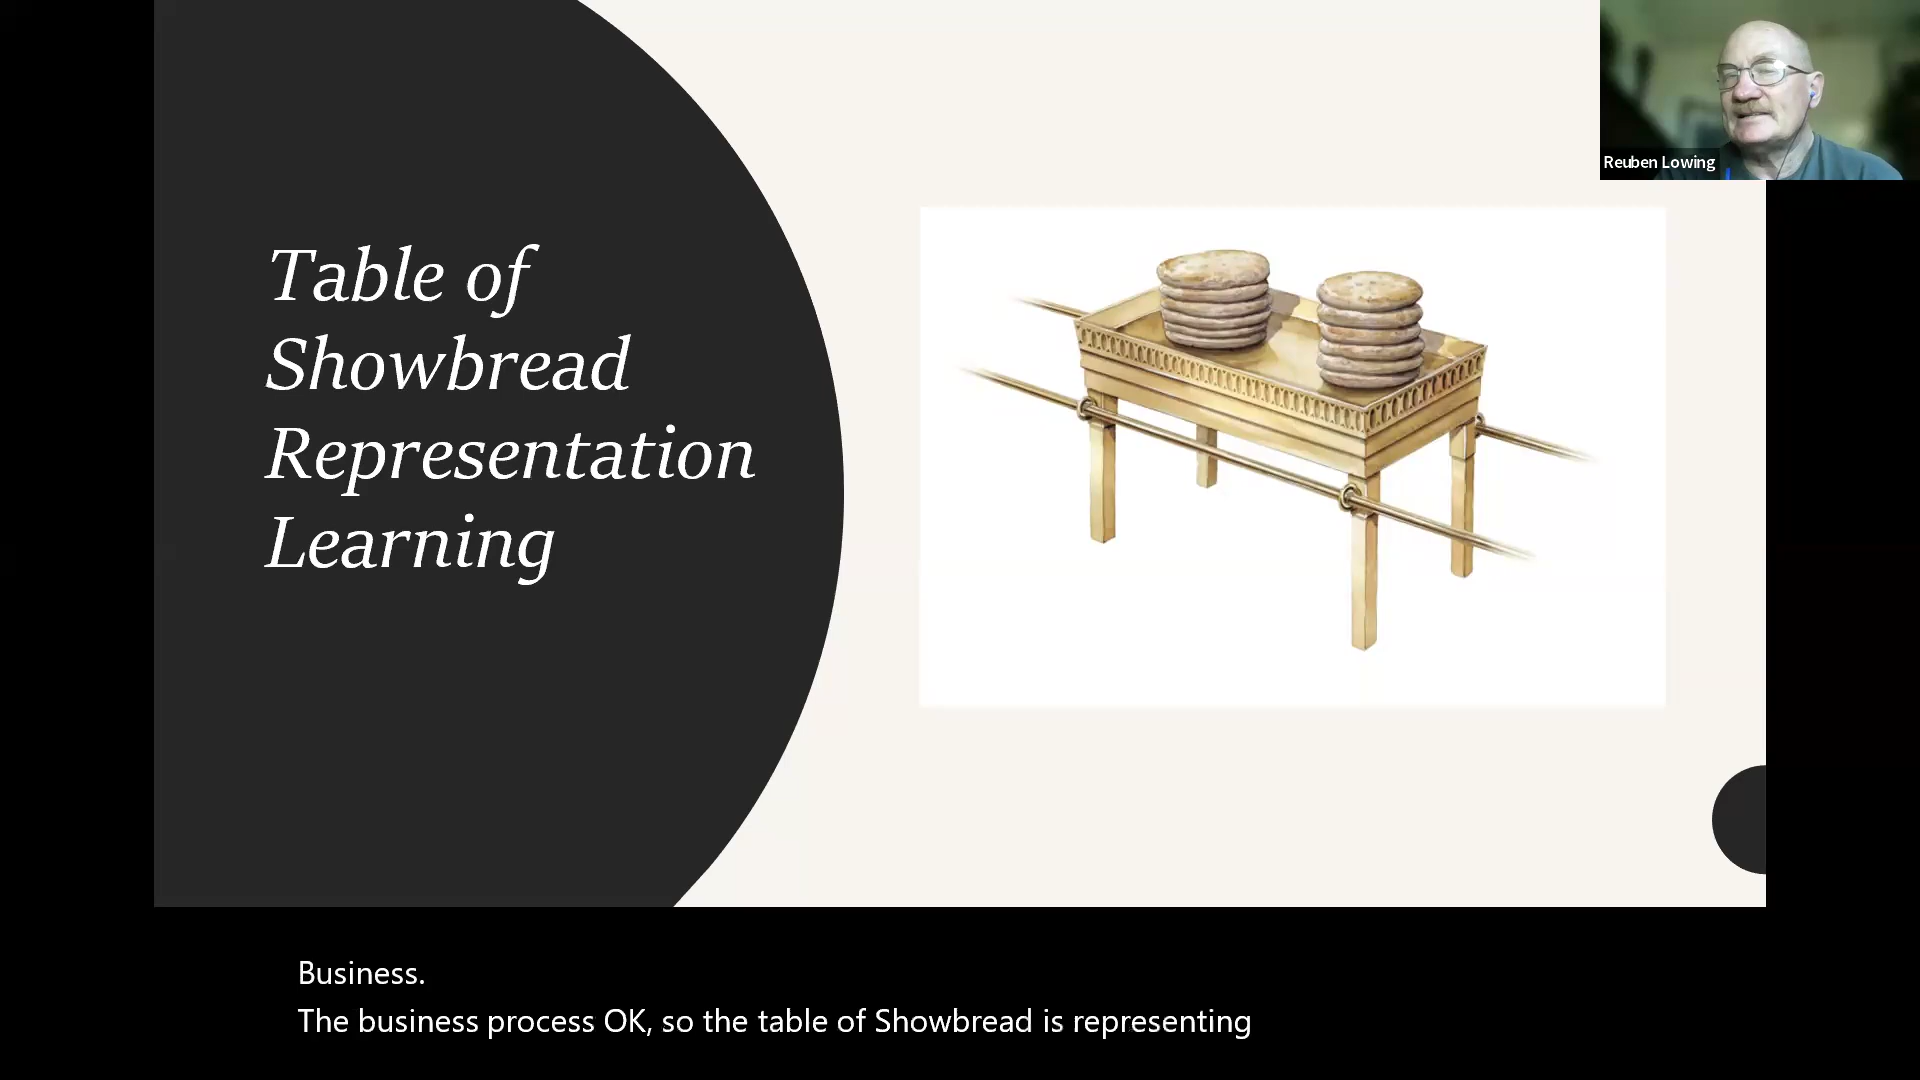 Table of
Showbread
Representation
Learning
Reuben Lowing
Business.
The business process OK, so the table of Showbread is representing